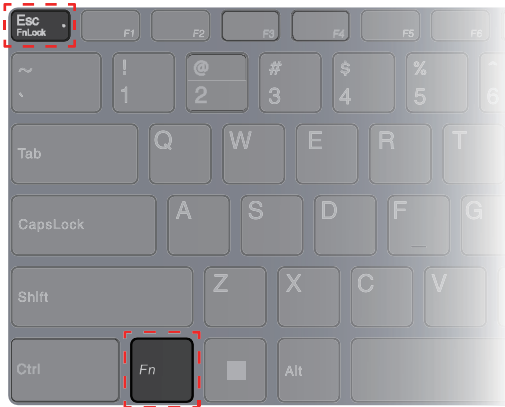 Esc
FnLock
F1
F2
F3
F4
F5
F6
~
`
!
1
@
2
#
3
$
4
%
5
^
6
Tab
Q
W
E
R
T
CapsLock
A
S
D
F
G
Shift
Z
X
C
V
Ctrl
Fn
Alt